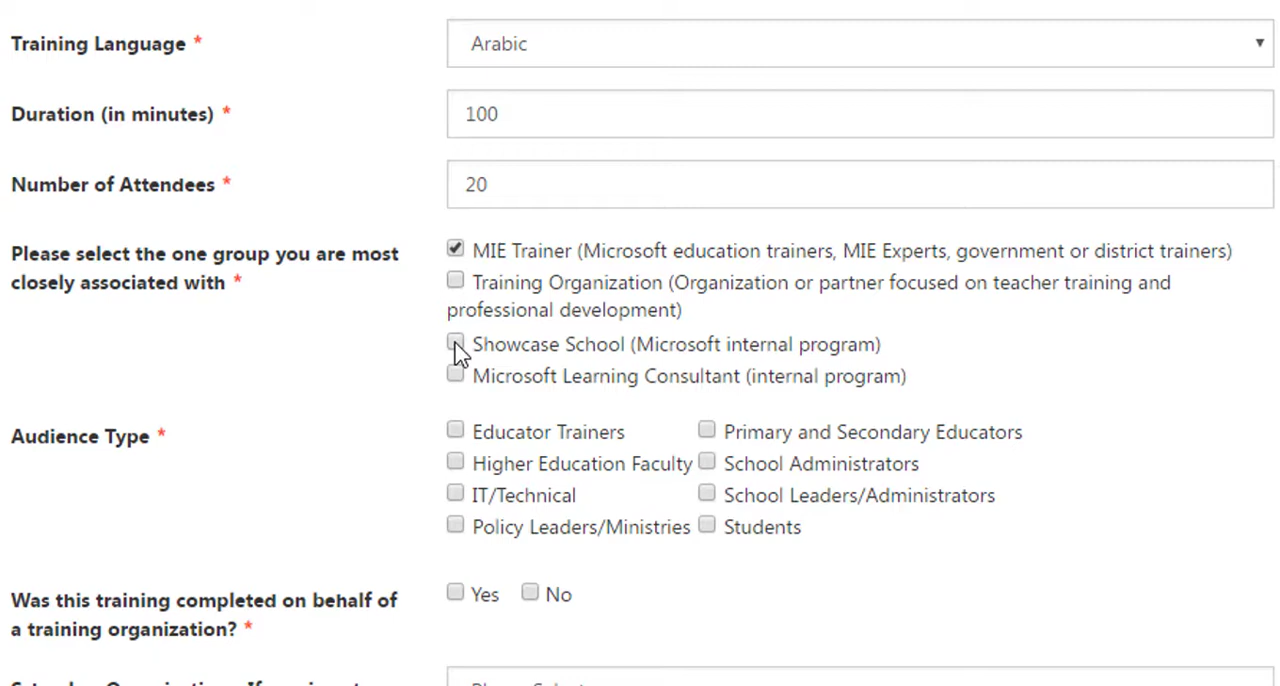 Training Language *
Arabic
Duration (in minutes) *
100
Number of Attendees *
20
Please select the one group you are most
closely associated with *
MIE Trainer (Microsoft education trainers, MIE Experts, government or district trainers)
Training Organization (Organization or partner focused on teacher training and
professional development)
Showcase School (Microsoft internal program)
Microsoft Learning Consultant (internal program)
Audience Type *
Educator Trainers Primary and Secondary Educators
Higher Education Faculty School Administrators
IT/Technical School Leaders/Administrators
Policy Leaders/Ministries Students
Was this training completed on behalf of
a training organization? *
Yes No